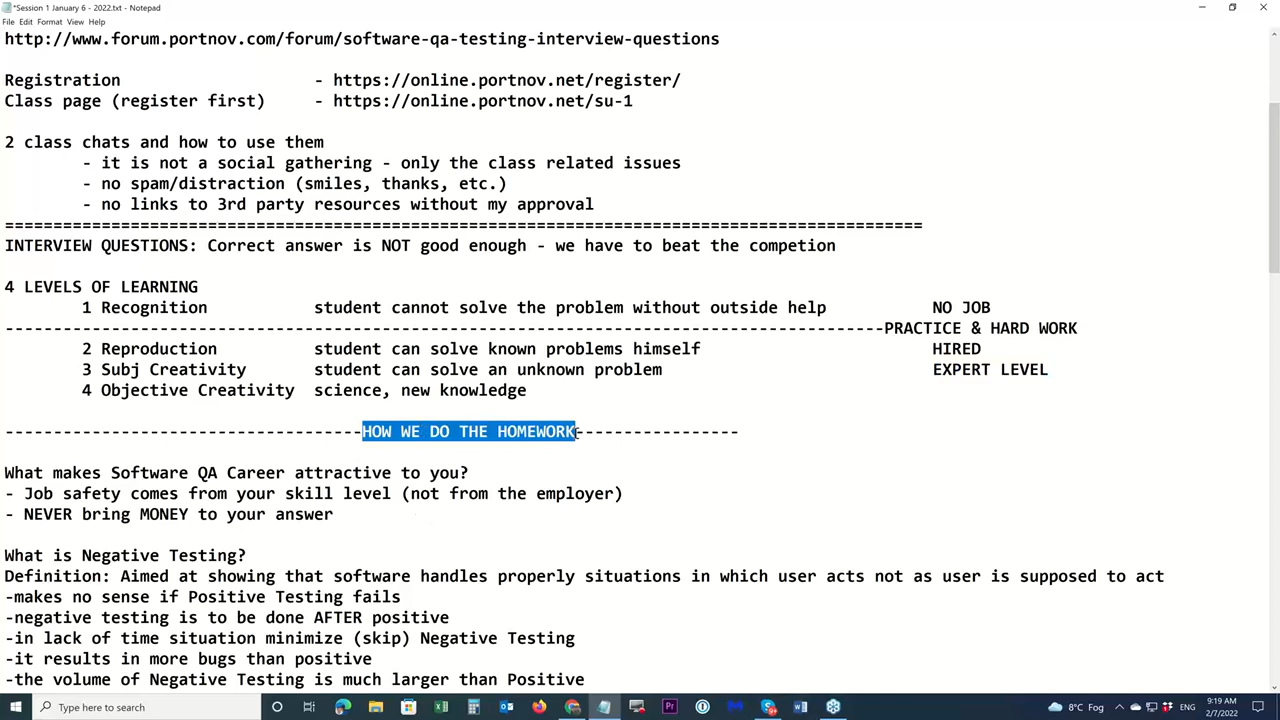 *Session 1 January 6 - 2022.txt - Notepad
File Edit Format View Help
http://www.forum.portnov.com/forum/software-qa-testing-interview-questions
Registration - https://online.portnov.net/register/
Class page (register first) - https://online.portnov.net/su-1
2 class chats and how to use them
- it is not a social gathering - only the class related issues
- no spam/distraction (smiles, thanks, etc.)
- no links to 3rd party resources without my approval
===============================================================================================
INTERVIEW QUESTIONS: Correct answer is NOT good enough - we have to beat the competion
4 LEVELS OF LEARNING
1 Recognition student cannot solve the problem without outside help NO JOB
-------------------------------------------------------------------------------------------PRACTICE & HARD WORK
2 Reproduction student can solve known problems himself HIRED
3 Subj Creativity student can solve an unknown problem EXPERT LEVEL
4 Objective Creativity science, new knowledge
-------------------------------------HOW WE DO THE HOMEWORK-----------------
What makes Software QA Career attractive to you?
- Job safety comes from your skill level (not from the employer)
- NEVER bring MONEY to your answer
What is Negative Testing?
Definition: Aimed at showing that software handles properly situations in which user acts not as user is supposed to act
-makes no sense if Positive Testing fails
-negative testing is to be done AFTER positive
-in lack of time situation minimize (skip) Negative Testing
-it results in more bugs than positive
-the volume of Negative Testing is much larger than Positive
Type here to search
8°C Fog
ENG
9:19 AM
2/7/2022